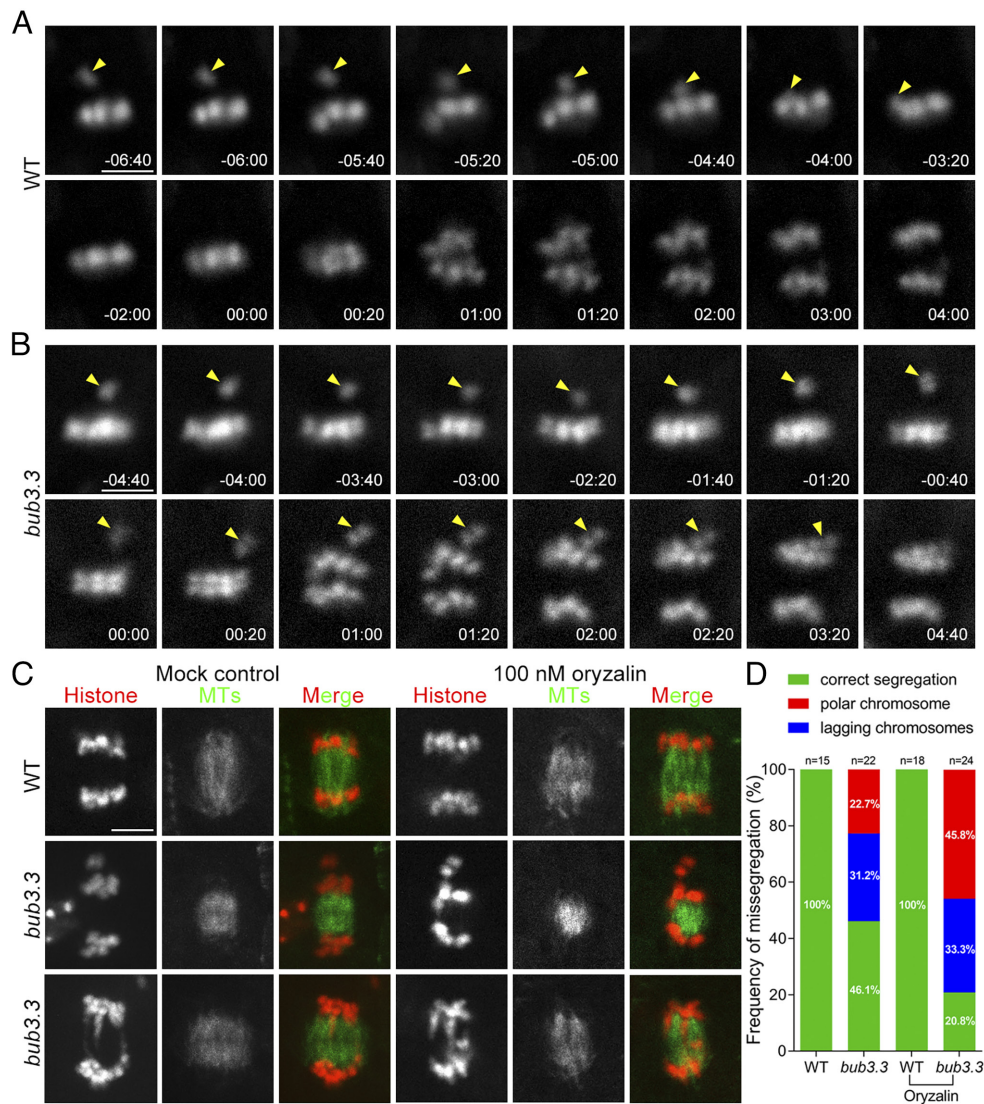 A
WT
-06:40 -06:00 -05:40 -05:20 -05:00 -04:40 -04:00 -03:20
-02:00 00:00 00:20 01:00 01:20 02:00 03:00 04:00
B
bub3.3
-04:40 -04:00 -03:40 -03:00 -02:20 -01:40 -01:20 -00:40
00:00 00:20 01:00 01:20 02:00 02:20 03:20 04:40
C
Mock control 100 nM oryzalin
Histone MTs Merge Histone MTs Merge
WT
bub3.3
bub3.3
D
correct segregation
polar chromosome
lagging chromosomes
n=15 n=22 n=18 n=24
Frequency of missegregation (%)
100
80
60
40
20
0
100%
22.7%
31.2%
46.1%
100%
45.8%
33.3%
20.8%
WT bub3.3 WT bub3.3
Oryzalin